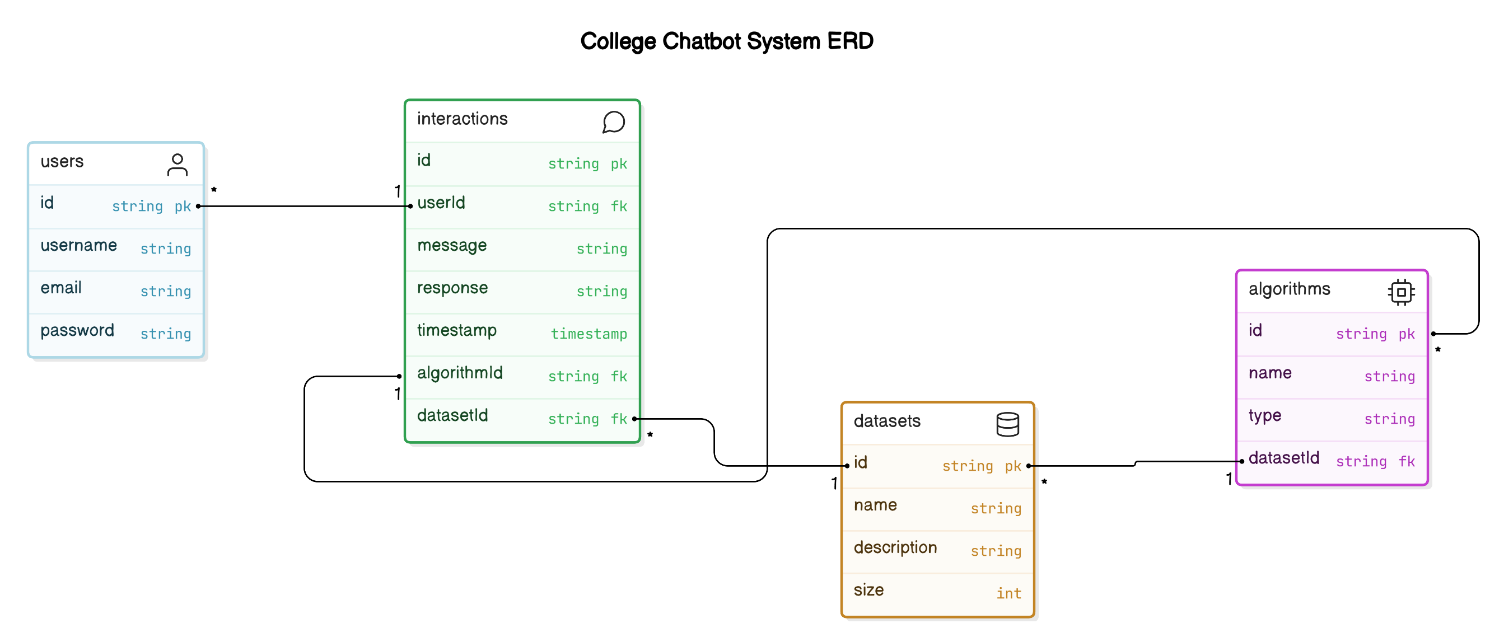 College Chatbot System ERD
users
id string pk
username string
email string
password string
*
1
interactions
id string pk
userId string fk
message string
response string
timestamp timestamp
algorithmId string fk
datasetId string fk
1
*
datasets
id string pk
name string
description string
size int
1
*
algorithms
id string pk
name string
type string
datasetId string fk
*
1